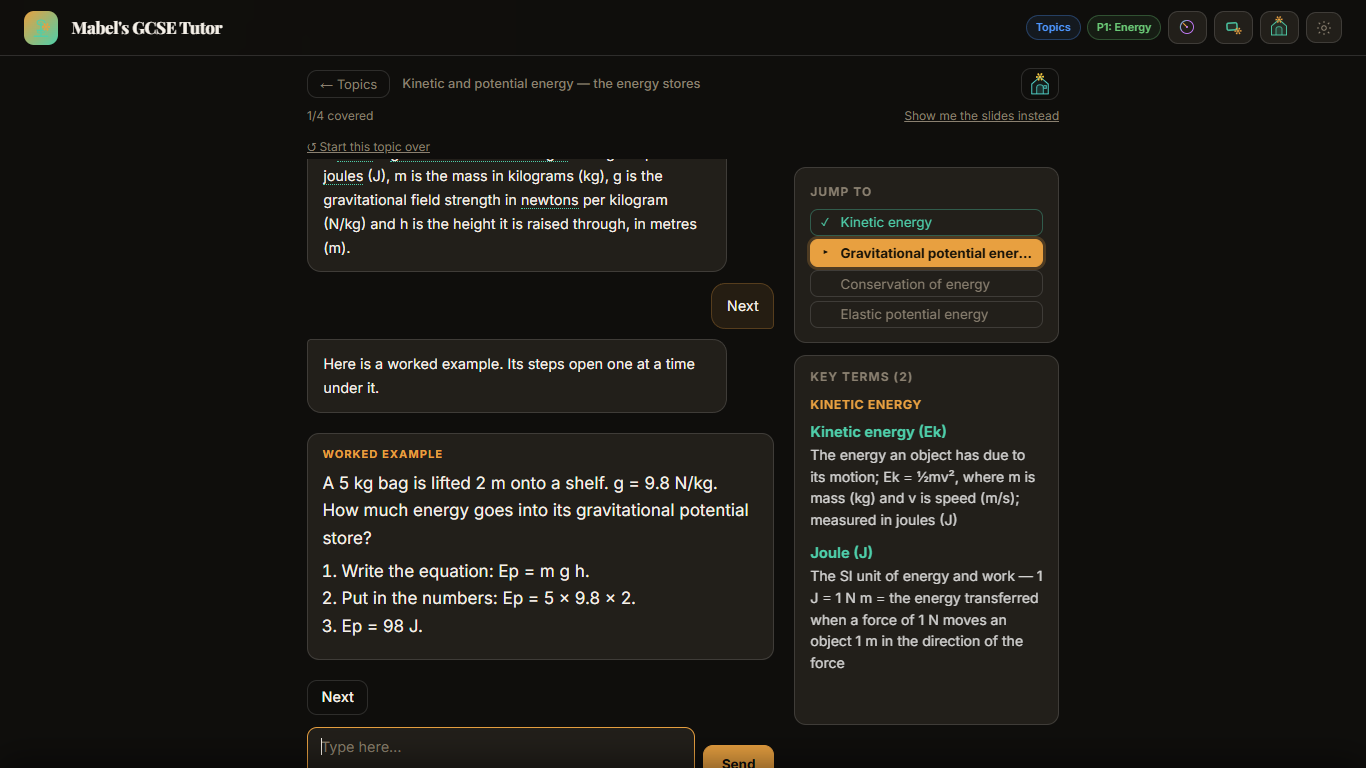 Mabel's GCSE Tutor
Topics
P1: Energy
← Topics
Kinetic and potential energy — the energy stores
1/4 covered
Show me the slides instead
↺ Start this topic over
joules (J), m is the mass in kilograms (kg), g is the
gravitational field strength in newtons per kilogram
(N/kg) and h is the height it is raised through, in metres
(m).
Next
Here is a worked example. Its steps open one at a time
under it.
WORKED EXAMPLE
A 5 kg bag is lifted 2 m onto a shelf. g = 9.8 N/kg.
How much energy goes into its gravitational potential
store?
1. Write the equation: Ep = m g h.
2. Put in the numbers: Ep = 5 × 9.8 × 2.
3. Ep = 98 J.
Next
Type here...
Send
JUMP TO
✓ Kinetic energy
‣ Gravitational potential ener...
Conservation of energy
Elastic potential energy
KEY TERMS (2)
KINETIC ENERGY
Kinetic energy (Ek)
The energy an object has due to
its motion; Ek = ½mv², where m is
mass (kg) and v is speed (m/s);
measured in joules (J)
Joule (J)
The SI unit of energy and work — 1
J = 1 N m = the energy transferred
when a force of 1 N moves an
object 1 m in the direction of the
force